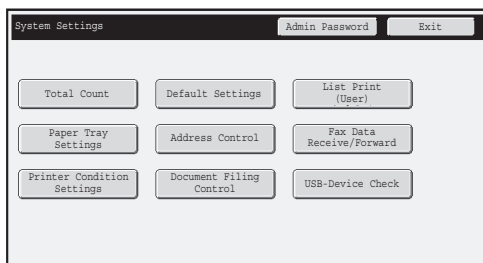 System Settings
Admin Password
Exit
Total Count
Default Settings
List Print
(User)
Paper Tray
Settings
Address Control
Fax Data
Receive/Forward
Printer Condition
Settings
Document Filing
Control
USB-Device Check